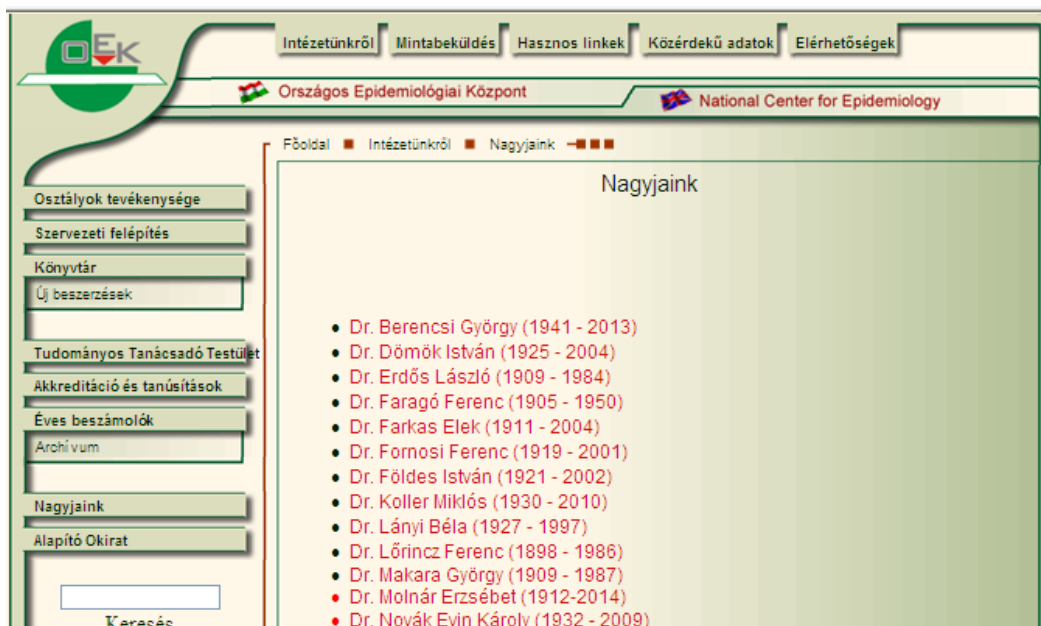 OEK
Intézetünkről Mintabeküldés Hasznos linkek Közérdekű adatok Elérhetőségek
Országos Epidemiológiai Központ National Center for Epidemiology
Főoldal Intézetünkről Nagyjaink
Nagyjaink
Osztályok tevékenysége
Szervezeti felépítés
Könyvtár
Új beszerzések
Tudományos Tanácsadó Testület
Akkreditáció és tanúsítások
Éves beszámolók
Archívum
Nagyjaink
Alapító Okirat
Keresés
Dr. Berencsi György (1941 - 2013)
Dr. Dömök István (1925 - 2004)
Dr. Erdős László (1909 - 1984)
Dr. Faragó Ferenc (1905 - 1950)
Dr. Farkas Elek (1911 - 2004)
Dr. Fornosi Ferenc (1919 - 2001)
Dr. Földes István (1921 - 2002)
Dr. Koller Miklós (1930 - 2010)
Dr. Lányi Béla (1927 - 1997)
Dr. Lőrincz Ferenc (1898 - 1986)
Dr. Makara György (1909 - 1987)
Dr. Molnár Erzsébet (1912-2014)
Dr. Novák Evin Károly (1932 - 2009)